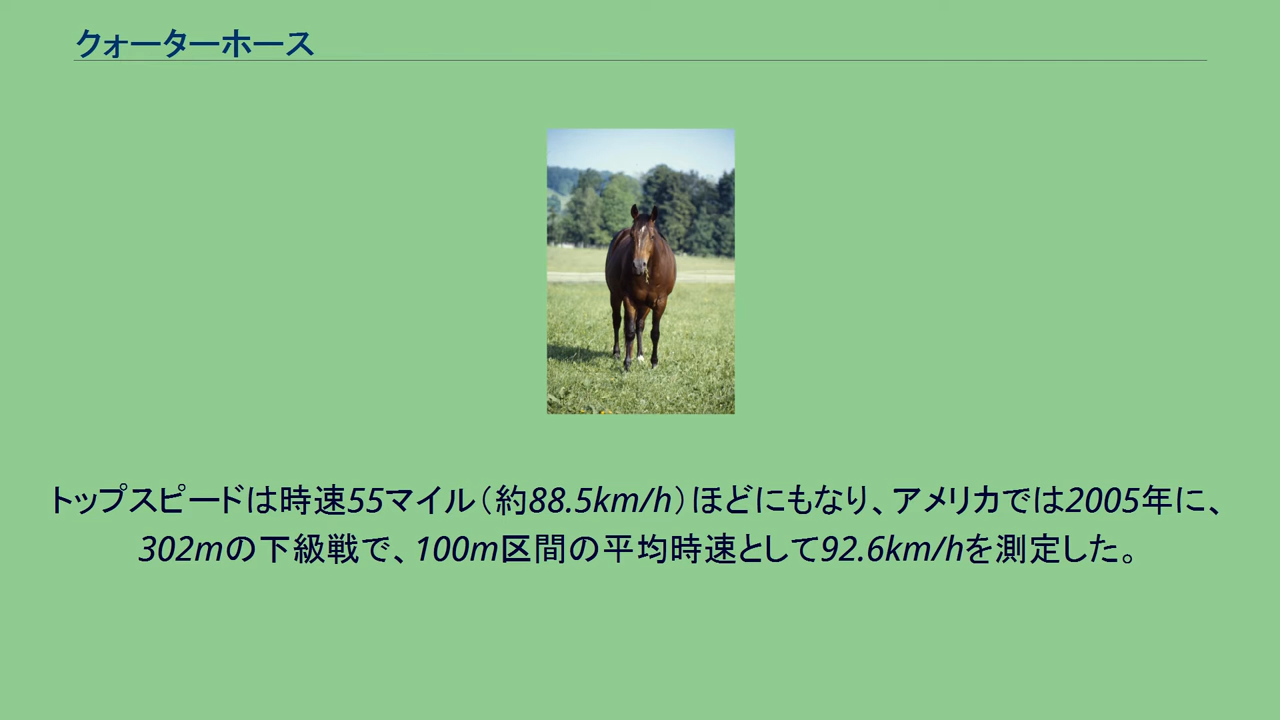 クォーターホース
トップスピードは時速55マイル（約88.5km/h）ほどにもなり、アメリカでは2005年に、
302mの下級戦で、100m区間の平均時速として92.6km/hを測定した。